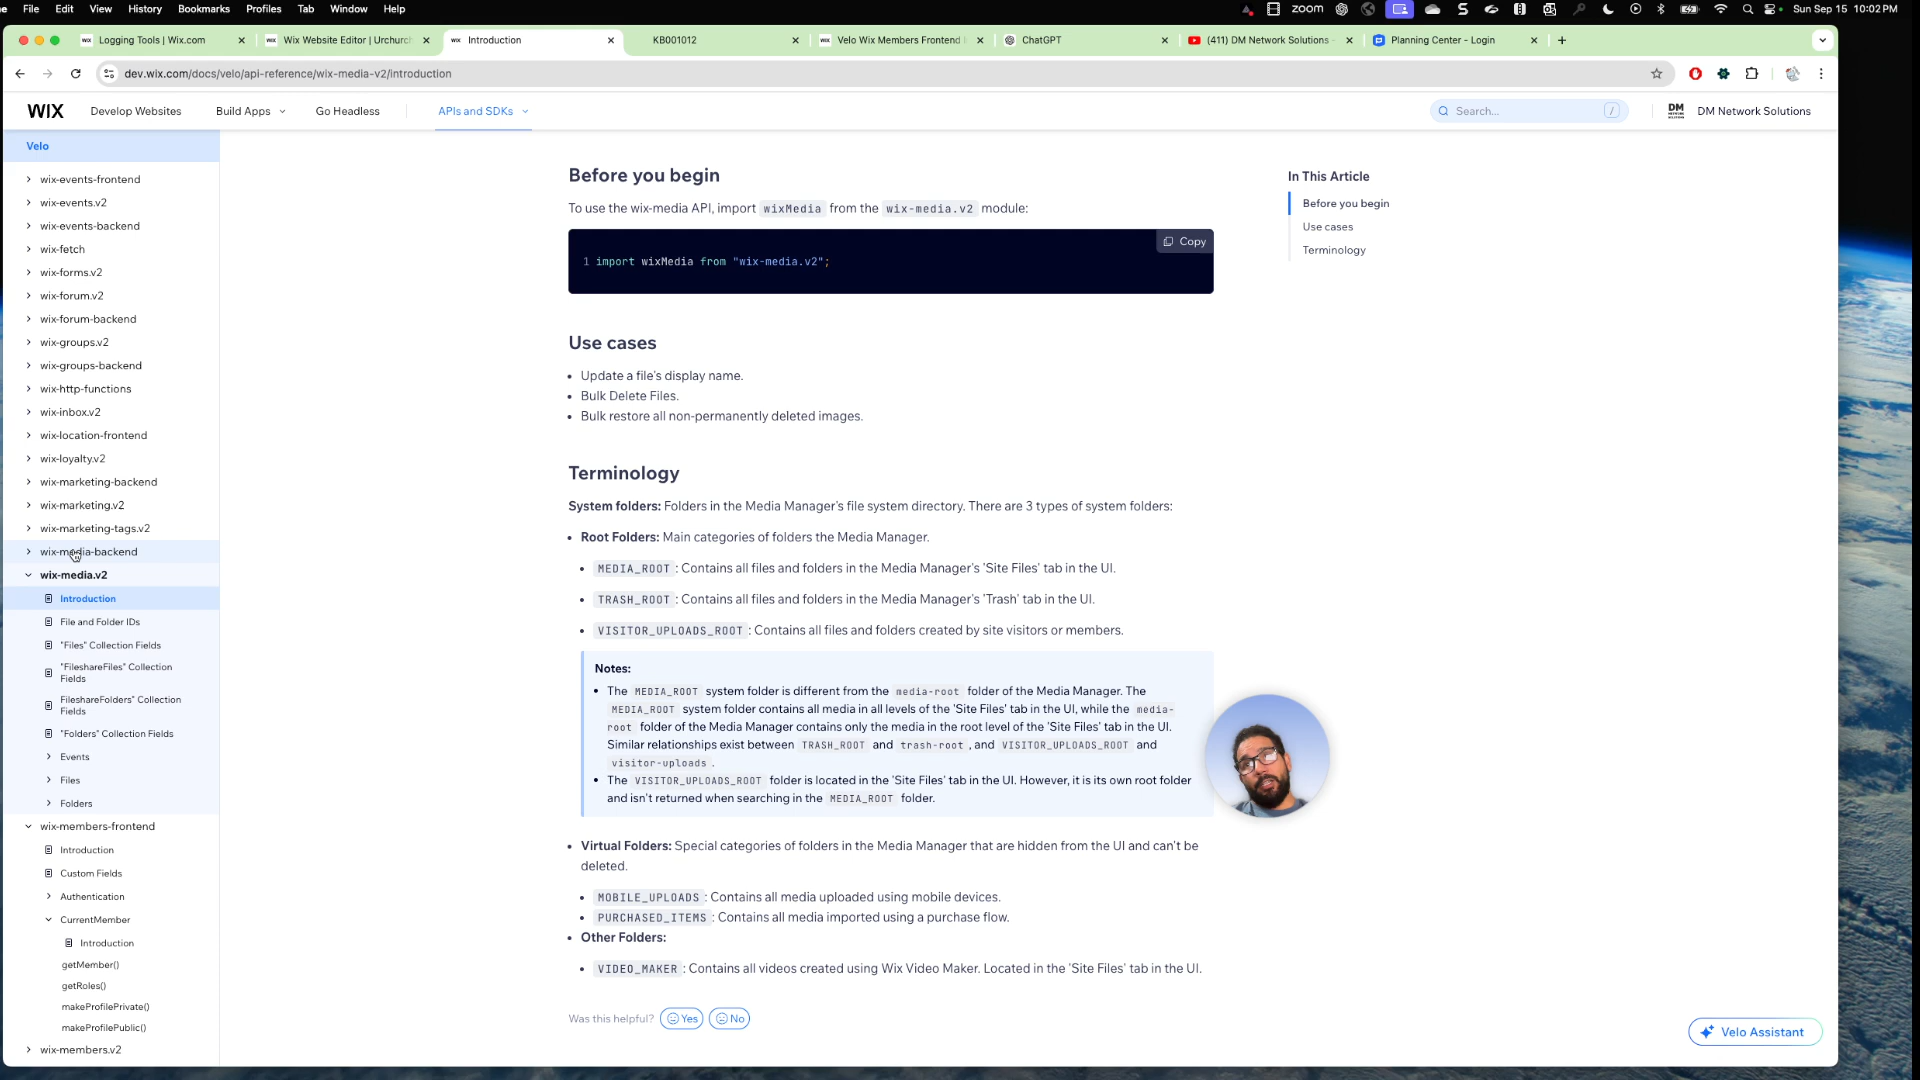 File Edit View History Bookmarks Profiles Tab Window Help
zoom
Sun Sep 15 10:02 PM
Logging Tools | Wix.com
Wix Website Editor | Urchurch
Introduction
KB001012
Velo Wix Members Frontend
ChatGPT
(411) DM Network Solutions -
Planning Center - Login
dev.wix.com/docs/velo/api-reference/wix-media-v2/introduction
WIX
Develop Websites
Build Apps
Go Headless
APIs and SDKs
Search...
/
DM Network Solutions
Velo
wix-events-frontend
wix-events.v2
wix-events-backend
wix-fetch
wix-forms.v2
wix-forum.v2
wix-forum-backend
wix-groups.v2
wix-groups-backend
wix-http-functions
wix-inbox.v2
wix-location-frontend
wix-loyalty.v2
wix-marketing-backend
wix-marketing.v2
wix-marketing-tags.v2
wix-media-backend
wix-media.v2
Introduction
File and Folder IDs
"Files" Collection Fields
"FileshareFiles" Collection
Fields
FileshareFolders" Collection
Fields
"Folders" Collection Fields
Events
Files
Folders
wix-members-frontend
Introduction
Custom Fields
Authentication
CurrentMember
Introduction
getMember()
getRoles()
makeProfilePrivate()
makeProfilePublic()
wix-members.v2
Before you begin
To use the wix-media API, import wixMedia from the wix-media.v2 module:
Copy
1 import wixMedia from "wix-media.v2";
Use cases
• Update a file's display name.
• Bulk Delete Files.
• Bulk restore all non-permanently deleted images.
Terminology
System folders: Folders in the Media Manager's file system directory. There are 3 types of system folders:
• Root Folders: Main categories of folders the Media Manager.
• MEDIA_ROOT : Contains all files and folders in the Media Manager's 'Site Files' tab in the UI.
• TRASH_ROOT : Contains all files and folders in the Media Manager's 'Trash' tab in the UI.
• VISITOR_UPLOADS_ROOT : Contains all files and folders created by site visitors or members.
Notes:
• The MEDIA_ROOT system folder is different from the media-root folder of the Media Manager. The
MEDIA_ROOT system folder contains all media in all levels of the 'Site Files' tab in the UI, while the media-
root folder of the Media Manager contains only the media in the root level of the 'Site Files' tab in the UI.
Similar relationships exist between TRASH_ROOT and trash-root , and VISITOR_UPLOADS_ROOT and
visitor-uploads .
• The VISITOR_UPLOADS_ROOT folder is located in the 'Site Files' tab in the UI. However, it is its own root folder
and isn't returned when searching in the MEDIA_ROOT folder.
• Virtual Folders: Special categories of folders in the Media Manager that are hidden from the UI and can't be
deleted.
• MOBILE_UPLOADS : Contains all media uploaded using mobile devices.
• PURCHASED_ITEMS : Contains all media imported using a purchase flow.
• Other Folders:
• VIDEO_MAKER : Contains all videos created using Wix Video Maker. Located in the 'Site Files' tab in the UI.
Was this helpful? Yes No
In This Article
Before you begin
Use cases
Terminology
Velo Assistant